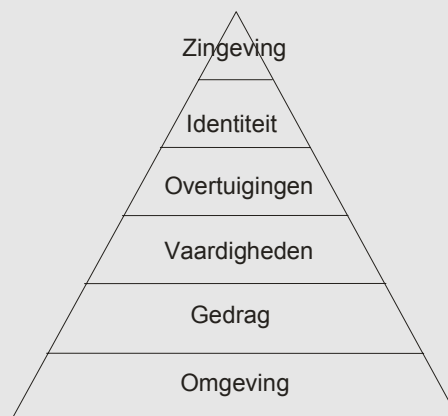 Zingeving
Identiteit
Overtuigingen
Vaardigheden
Gedrag
Omgeving